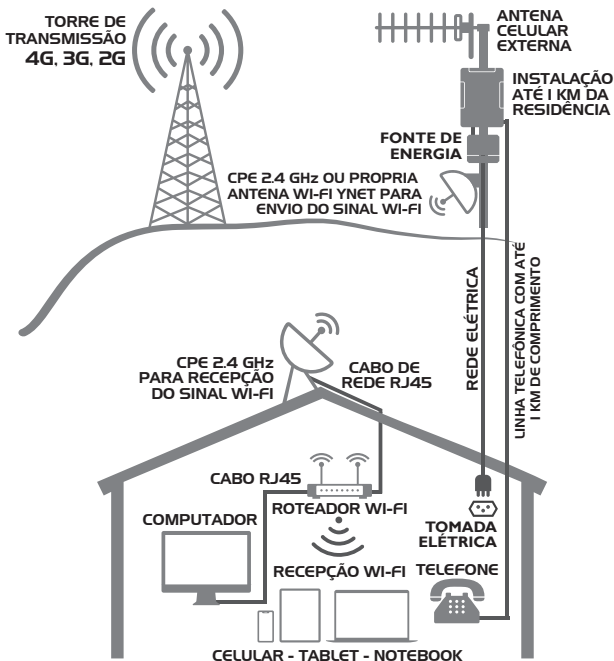 TORRE DE
TRANSMISSÃO
4G, 3G, 2G
ANTENA
CELULAR
EXTERNA
INSTALAÇÃO
ATÉ 1 KM DA
RESIDÊNCIA
FONTE DE
ENERGIA
CPE 2.4 GHz OU PROPRIA
ANTENA WI-FI YNET PARA
ENVIO DO SINAL WI-FI
REDE ELÉTRICA
LINHA TELEFÔNICA COM ATÉ
1 KM DE COMPRIMENTO
CPE 2.4 GHz
PARA RECEPÇÃO
DO SINAL WI-FI
CABO DE
REDE RJ45
CABO RJ45
ROTEADOR WI-FI
COMPUTADOR
RECEPÇÃO WI-FI
TOMADA
ELÉTRICA
TELEFONE
CELULAR - TABLET - NOTEBOOK